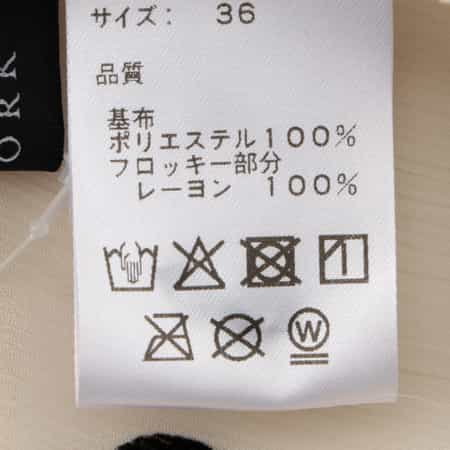 サイズ: 36
品質
基布
ポリエステル100%
フロッキー部分
レーヨン 100%
W
ORK